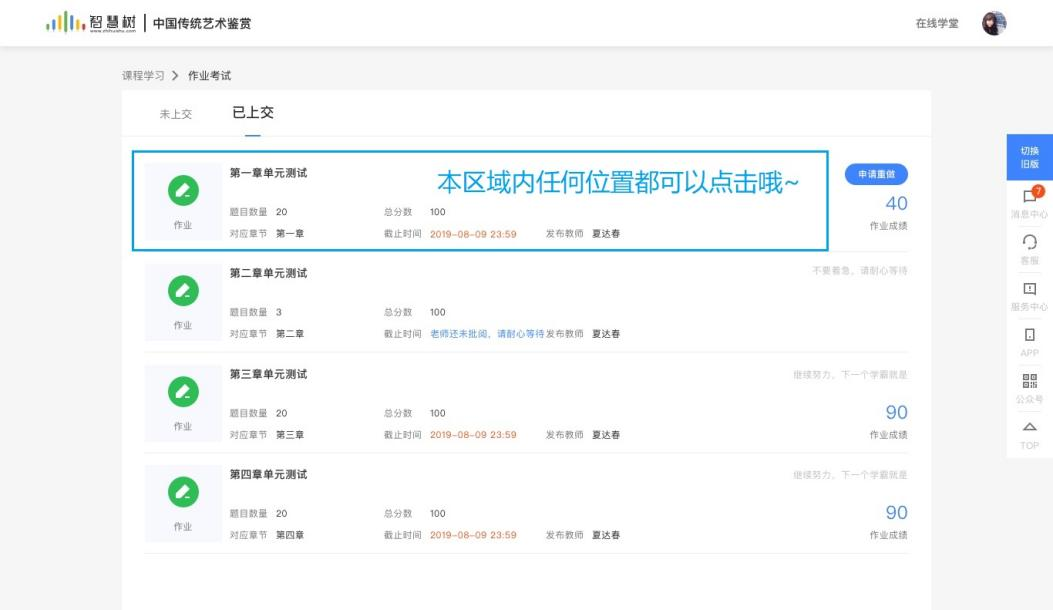 智慧树 中国传统艺术鉴赏
www.zhihuishu.com
在线学堂
课程学习 > 作业考试
未上交 已上交
第一章单元测试
本区域内任何位置都可以点击哦~
申请重做
题目数量 20 总分数 100
40
作业
对应章节 第一章 截止时间 2019-08-09 23:59 发布教师 夏达春
作业成绩
第二章单元测试
不要着急，请耐心等待
题目数量 3 总分数 100
作业
对应章节 第二章 截止时间 老师还未批阅，请耐心等待 发布教师 夏达春
第三章单元测试
继续努力，下一个学霸就是
题目数量 20 总分数 100
90
作业
对应章节 第三章 截止时间 2019-08-09 23:59 发布教师 夏达春
作业成绩
第四章单元测试
继续努力，下一个学霸就是
题目数量 20 总分数 100
90
作业
对应章节 第四章 截止时间 2019-08-09 23:59 发布教师 夏达春
作业成绩
切换
旧版
7
消息中心
客服
服务中心
APP
公众号
TOP